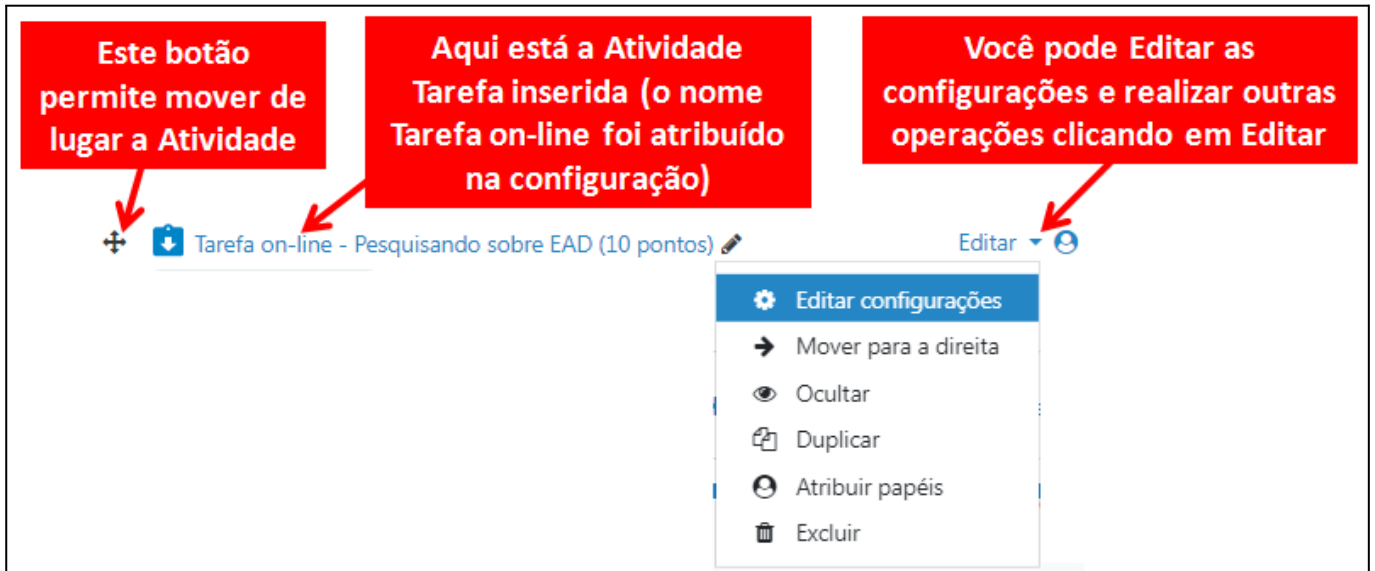 Este botão
permite mover de
lugar a Atividade
Aqui está a Atividade
Tarefa inserida (o nome
Tarefa on-line foi atribuído
na configuração)
Você pode Editar as
configurações e realizar outras
operações clicando em Editar
Tarefa on-line - Pesquisando sobre EAD (10 pontos)
Editar
Editar configurações
Mover para a direita
Ocultar
Duplicar
Atribuir papéis
Excluir